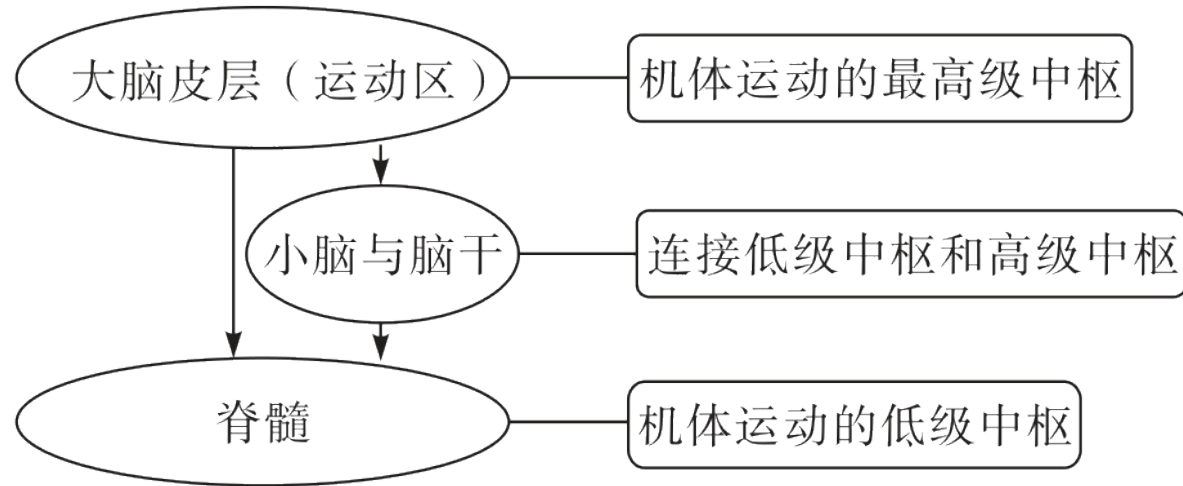 大脑皮层（运动区）
机体运动的最高级中枢
小脑与脑干
连接低级中枢和高级中枢
脊髓
机体运动的低级中枢